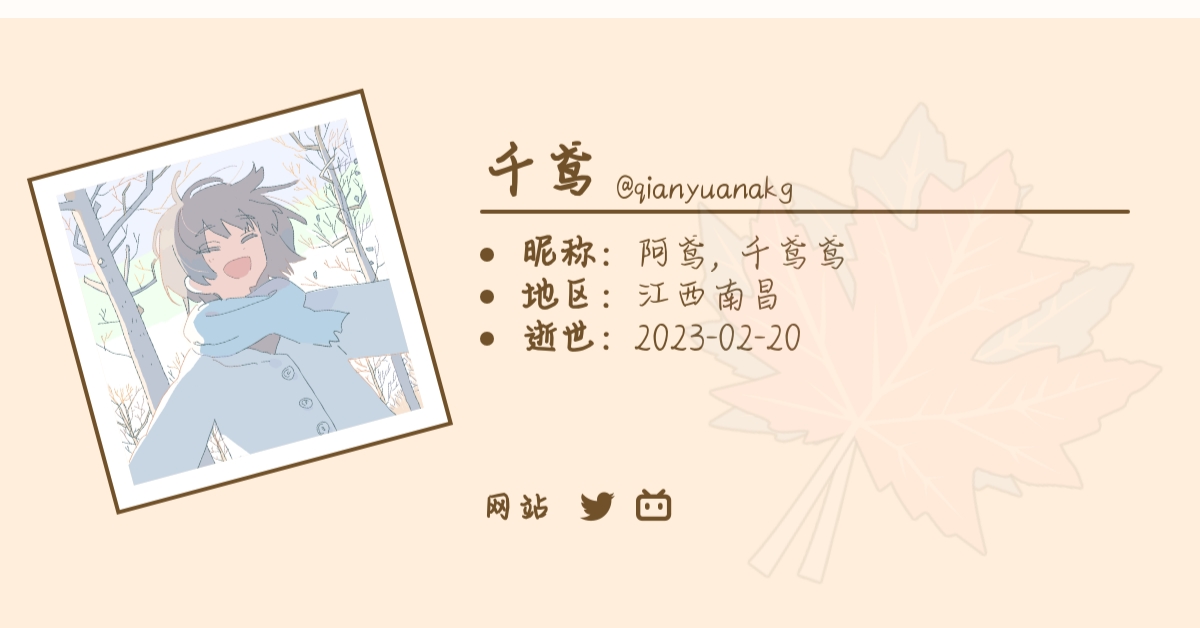 千鸢 @qianyuanakg
● 昵称：阿鸢, 千鸢鸢
● 地区：江西南昌
● 逝世：2023-02-20
网站